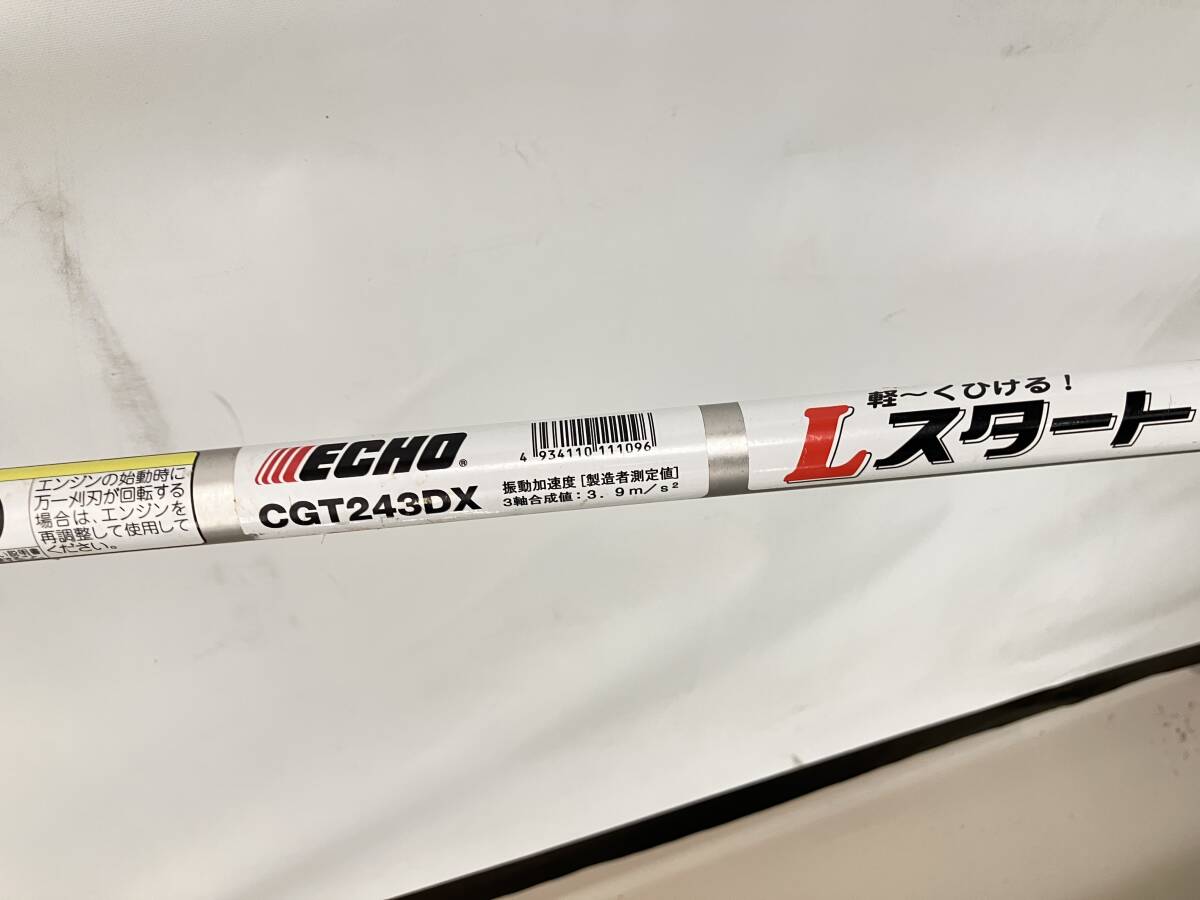 エンジンの始動時に
万一刈刃が回転する
場合は、エンジンを
再調整して使用して
ください。
ECHO®
CGT243DX
4 934110 111096
振動加速度[製造者測定値]
3軸合成値:3.9m/s²
軽〜くひける!
Lスタート